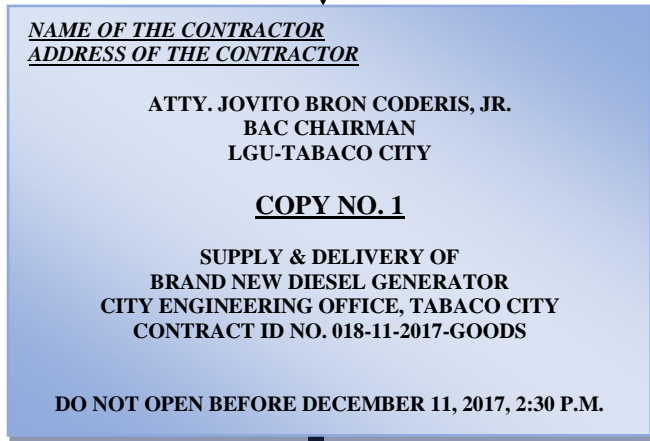 NAME OF THE CONTRACTOR
ADDRESS OF THE CONTRACTOR
ATTY. JOVITO BRON CODERIS, JR.
BAC CHAIRMAN
LGU-TABACO CITY
COPY NO. 1
SUPPLY & DELIVERY OF
BRAND NEW DIESEL GENERATOR
CITY ENGINEERING OFFICE, TABACO CITY
CONTRACT ID NO. 018-11-2017-GOODS
DO NOT OPEN BEFORE DECEMBER 11, 2017, 2:30 P.M.